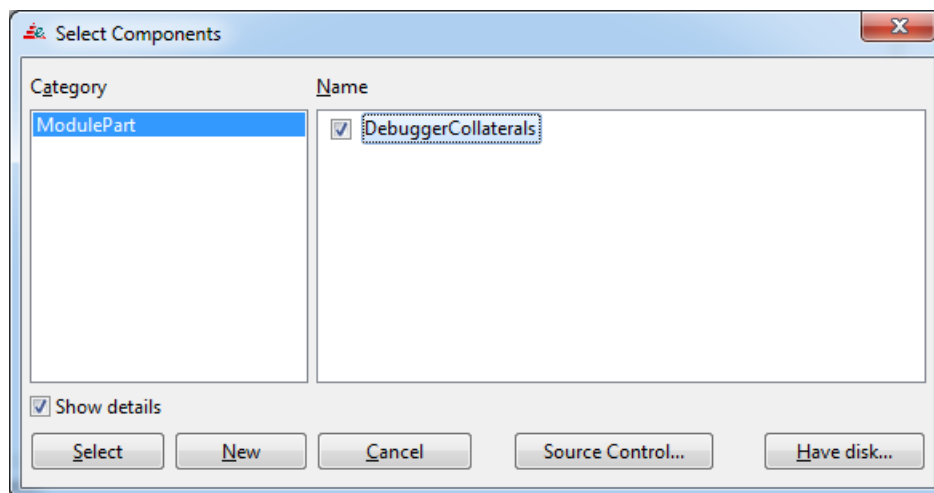 Select Components
Category
Name
ModulePart
DebuggerCollaterals
Show details
Select
New
Cancel
Source Control...
Have disk...